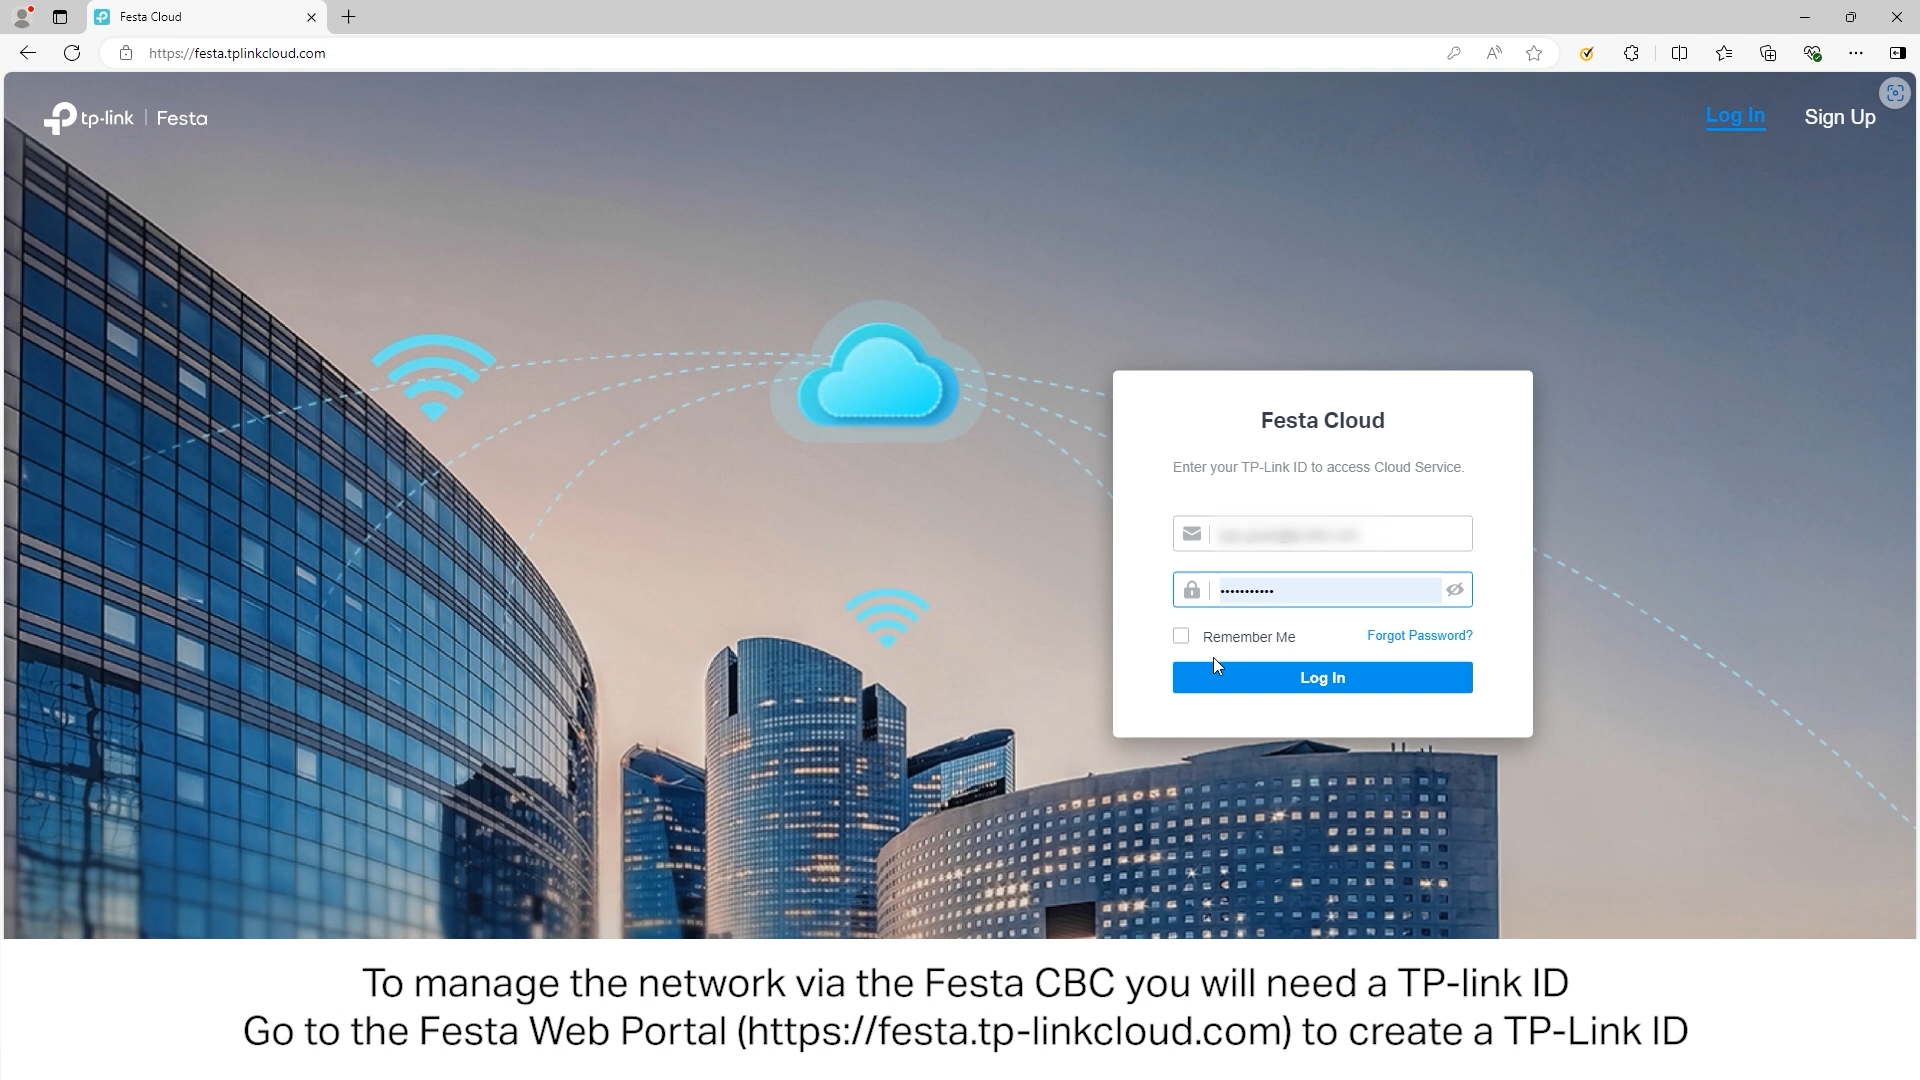 Festa Cloud
https://festa.tplinkcloud.com
tp-link | Festa
Log In
Sign Up
Festa Cloud
Enter your TP-Link ID to access Cloud Service.
•••••••••••
Remember Me
Forgot Password?
Log In
To manage the network via the Festa CBC you will need a TP-link ID
Go to the Festa Web Portal (https://festa.tp-linkcloud.com) to create a TP-Link ID